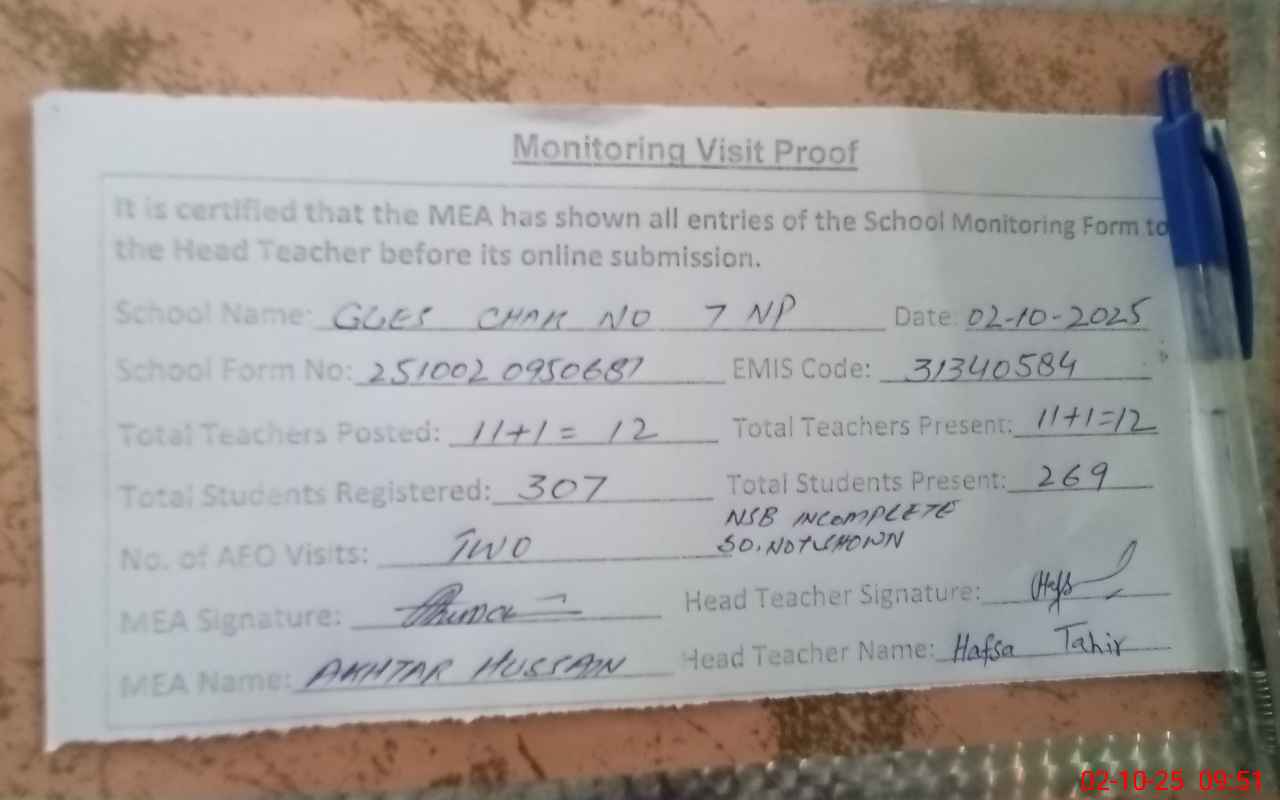 Monitoring Visit Proof
It is certified that the MEA has shown all entries of the School Monitoring Form to
the Head Teacher before its online submission.
School Name: GGES CHAK NO 7 NP Date: 02-10-2025
School Form No: 251002 0950687 EMIS Code: 31340584
Total Teachers Posted: 11+1= 12 Total Teachers Present: 11+1=12
Total Students Registered: 307 Total Students Present: 269
NSB INCOMPLETE
No. of AEO Visits: TWO SO, NOT SHOWN
MEA Signature: Head Teacher Signature:
MEA Name: AKHTAR HUSSAIN Head Teacher Name: Hafsa Tahir
02-10-25 09:51